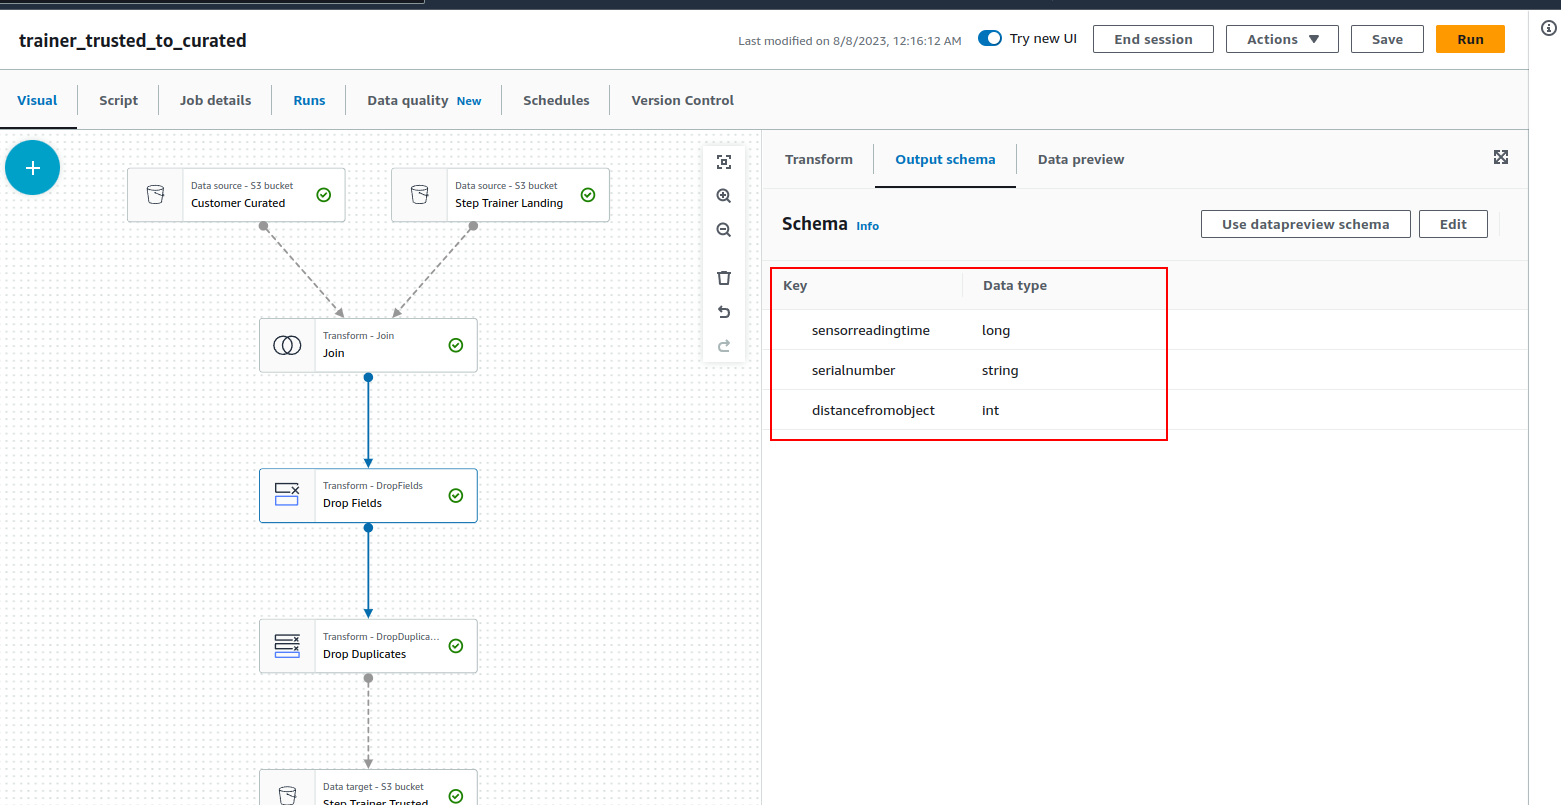 trainer_trusted_to_curated
Last modified on 8/8/2023, 12:16:12 AM
Try new UI
End session
Actions
Save
Run
Visual
Script
Job details
Runs
Data quality New
Schedules
Version Control
Data source - S3 bucket
Customer Curated
Data source - S3 bucket
Step Trainer Landing
Transform - Join
Join
Transform - DropFields
Drop Fields
Transform - DropDuplica...
Drop Duplicates
Data target - S3 bucket
Step Trainer Trusted
Transform
Output schema
Data preview
Schema Info
Use datapreview schema
Edit
Key Data type
sensorreadingtime long
serialnumber string
distancefromobject int